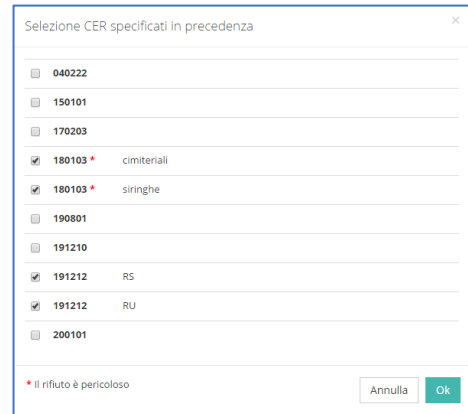 Selezione CER specificati in precedenza ×
040222
150101
170203
180103 * cimiteriali
180103 * siringhe
190801
191210
191212 RS
191212 RU
200101
* Il rifiuto è pericoloso
Annulla Ok